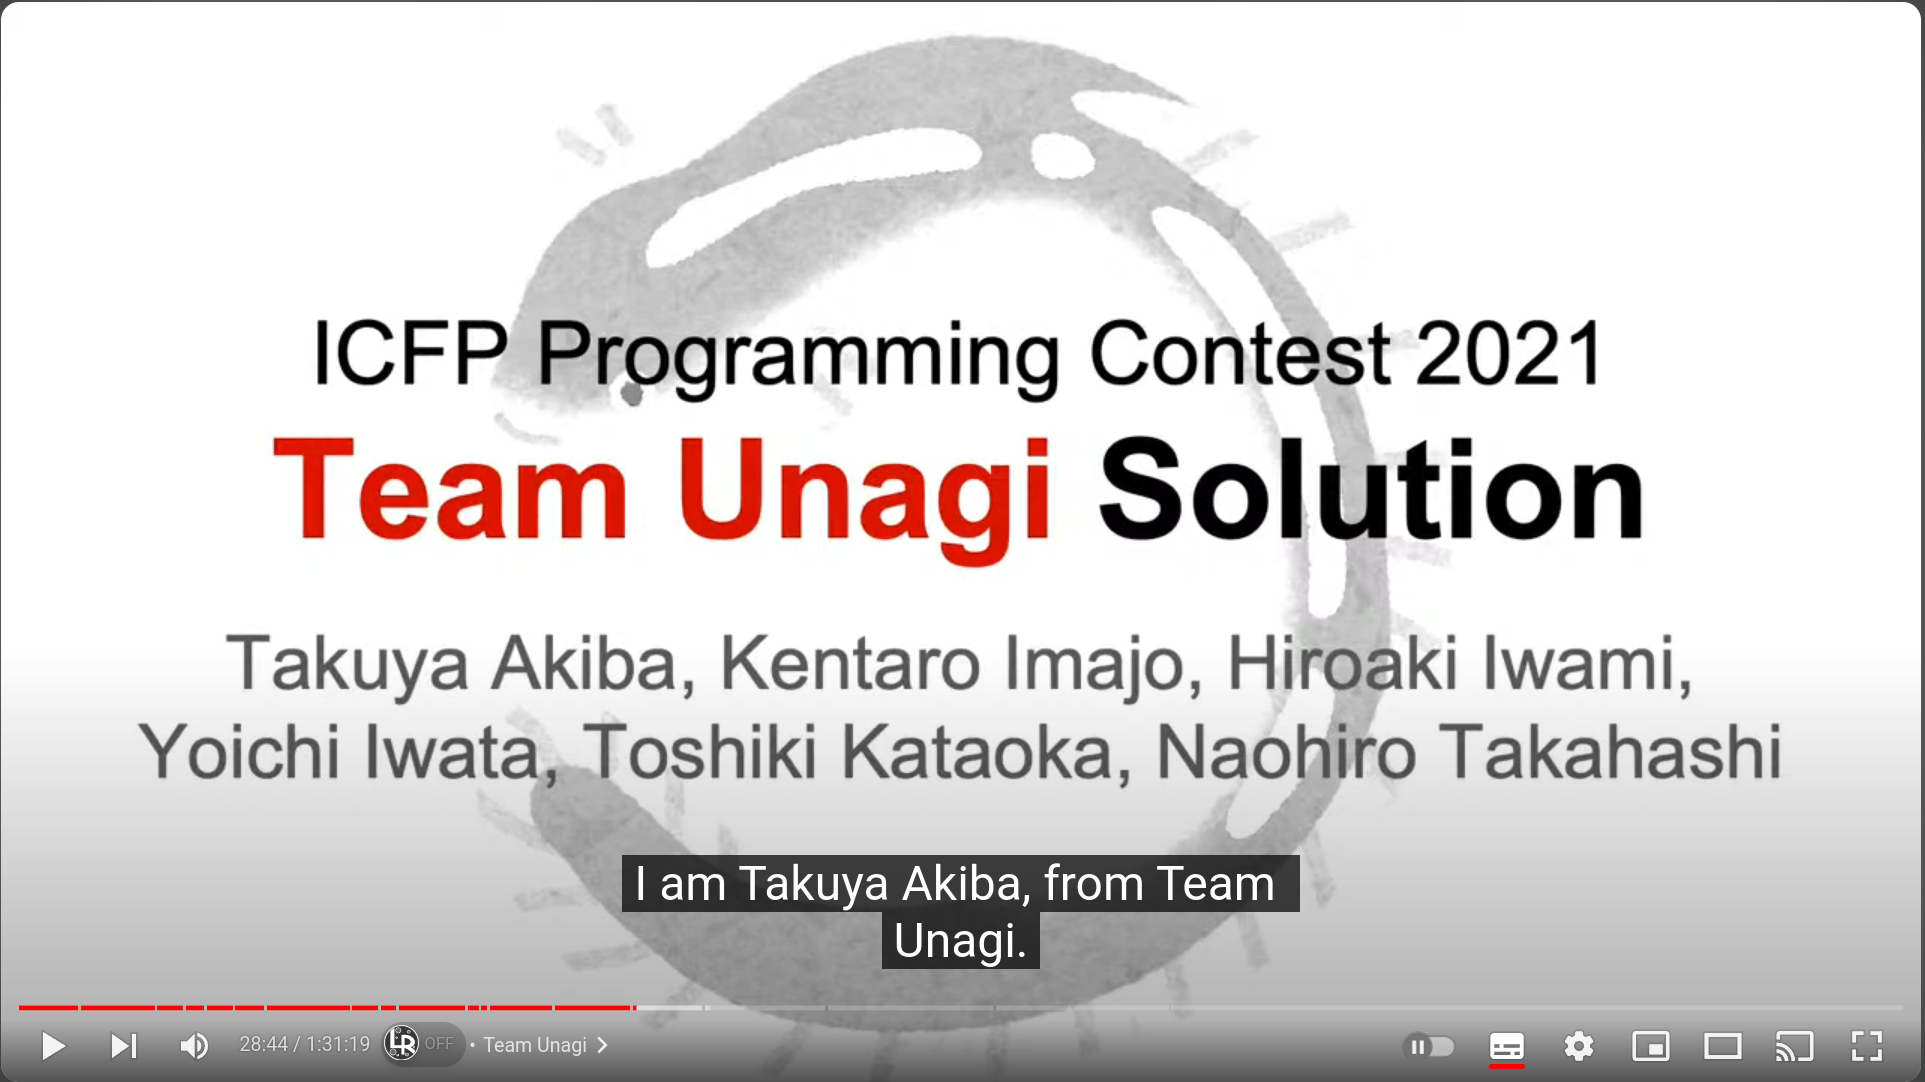 ICFP Programming Contest 2021
Team Unagi Solution
Takuya Akiba, Kentaro Imajo, Hiroaki Iwami,
Yoichi Iwata, Toshiki Kataoka, Naohiro Takahashi
I am Takuya Akiba, from Team
Unagi.
28:44 / 1:31:19 LR OFF • Team Unagi